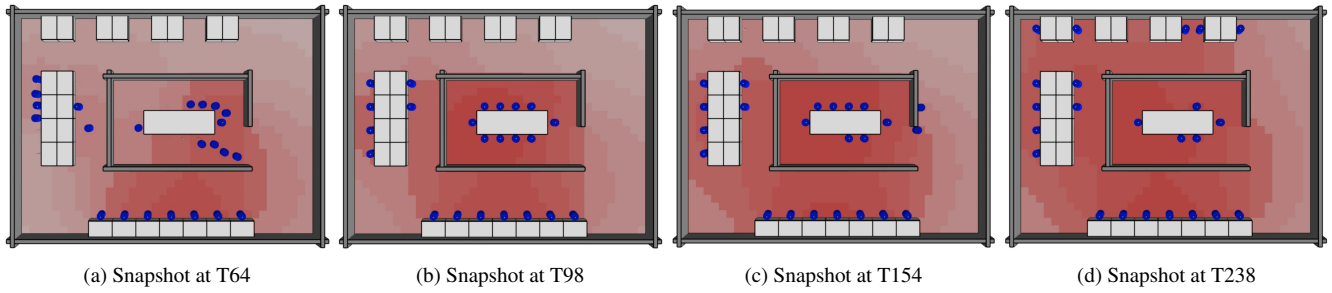 (a) Snapshot at T64
(b) Snapshot at T98
(c) Snapshot at T154
(d) Snapshot at T238